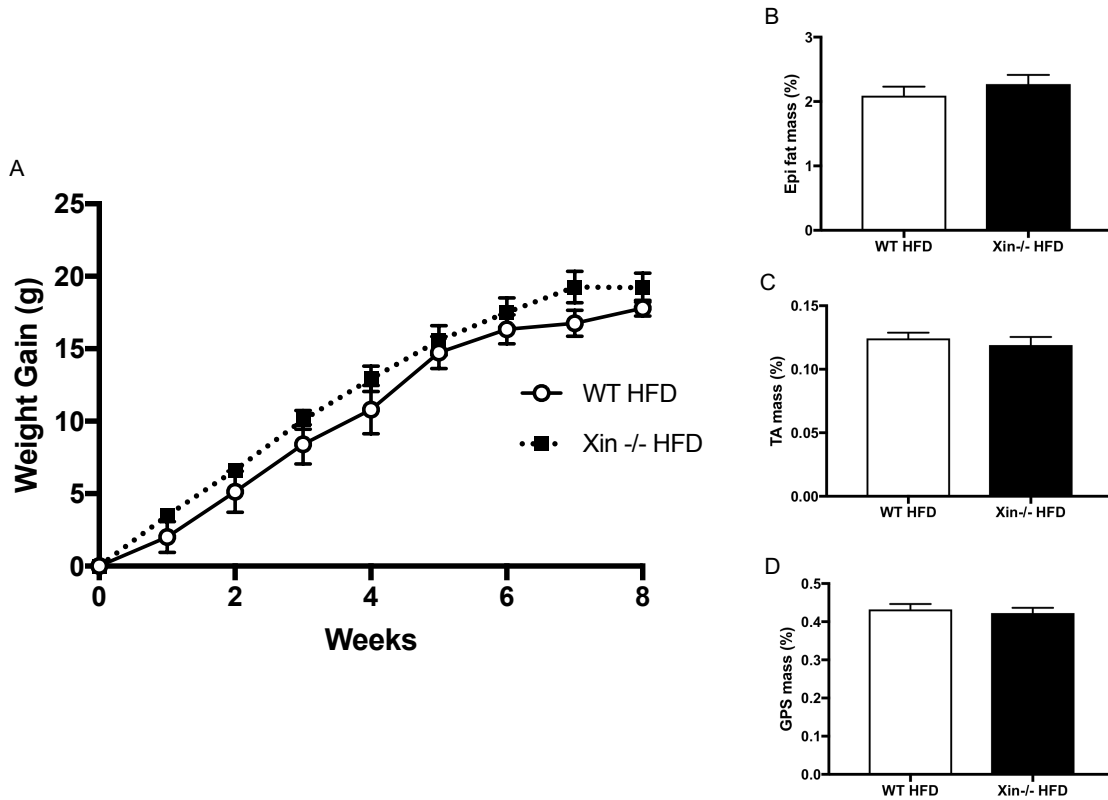 A
Weight Gain (g)
25
20
15
10
5
0
0 2 4 6 8
Weeks
WT HFD
Xin -/- HFD
B
Epi fat mass (%)
3
2
1
0
WT HFD Xin-/- HFD
C
TA mass (%)
0.15
0.10
0.05
0.00
WT HFD Xin-/- HFD
D
GPS mass (%)
0.5
0.4
0.3
0.2
0.1
0.0
WT HFD Xin-/- HFD